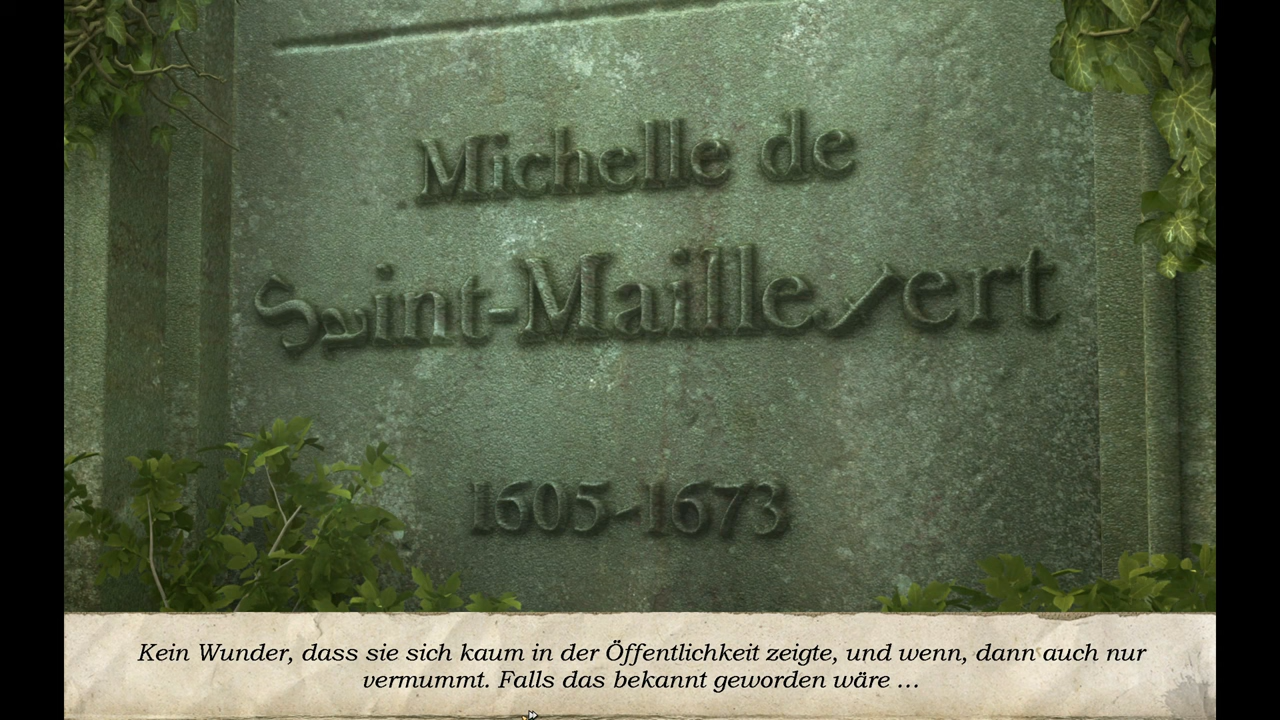 Michelle de
Saint-Maillevert
1605-1673
Kein Wunder, dass sie sich kaum in der Öffentlichkeit zeigte, und wenn, dann auch nur
vermummt. Falls das bekannt geworden wäre ...